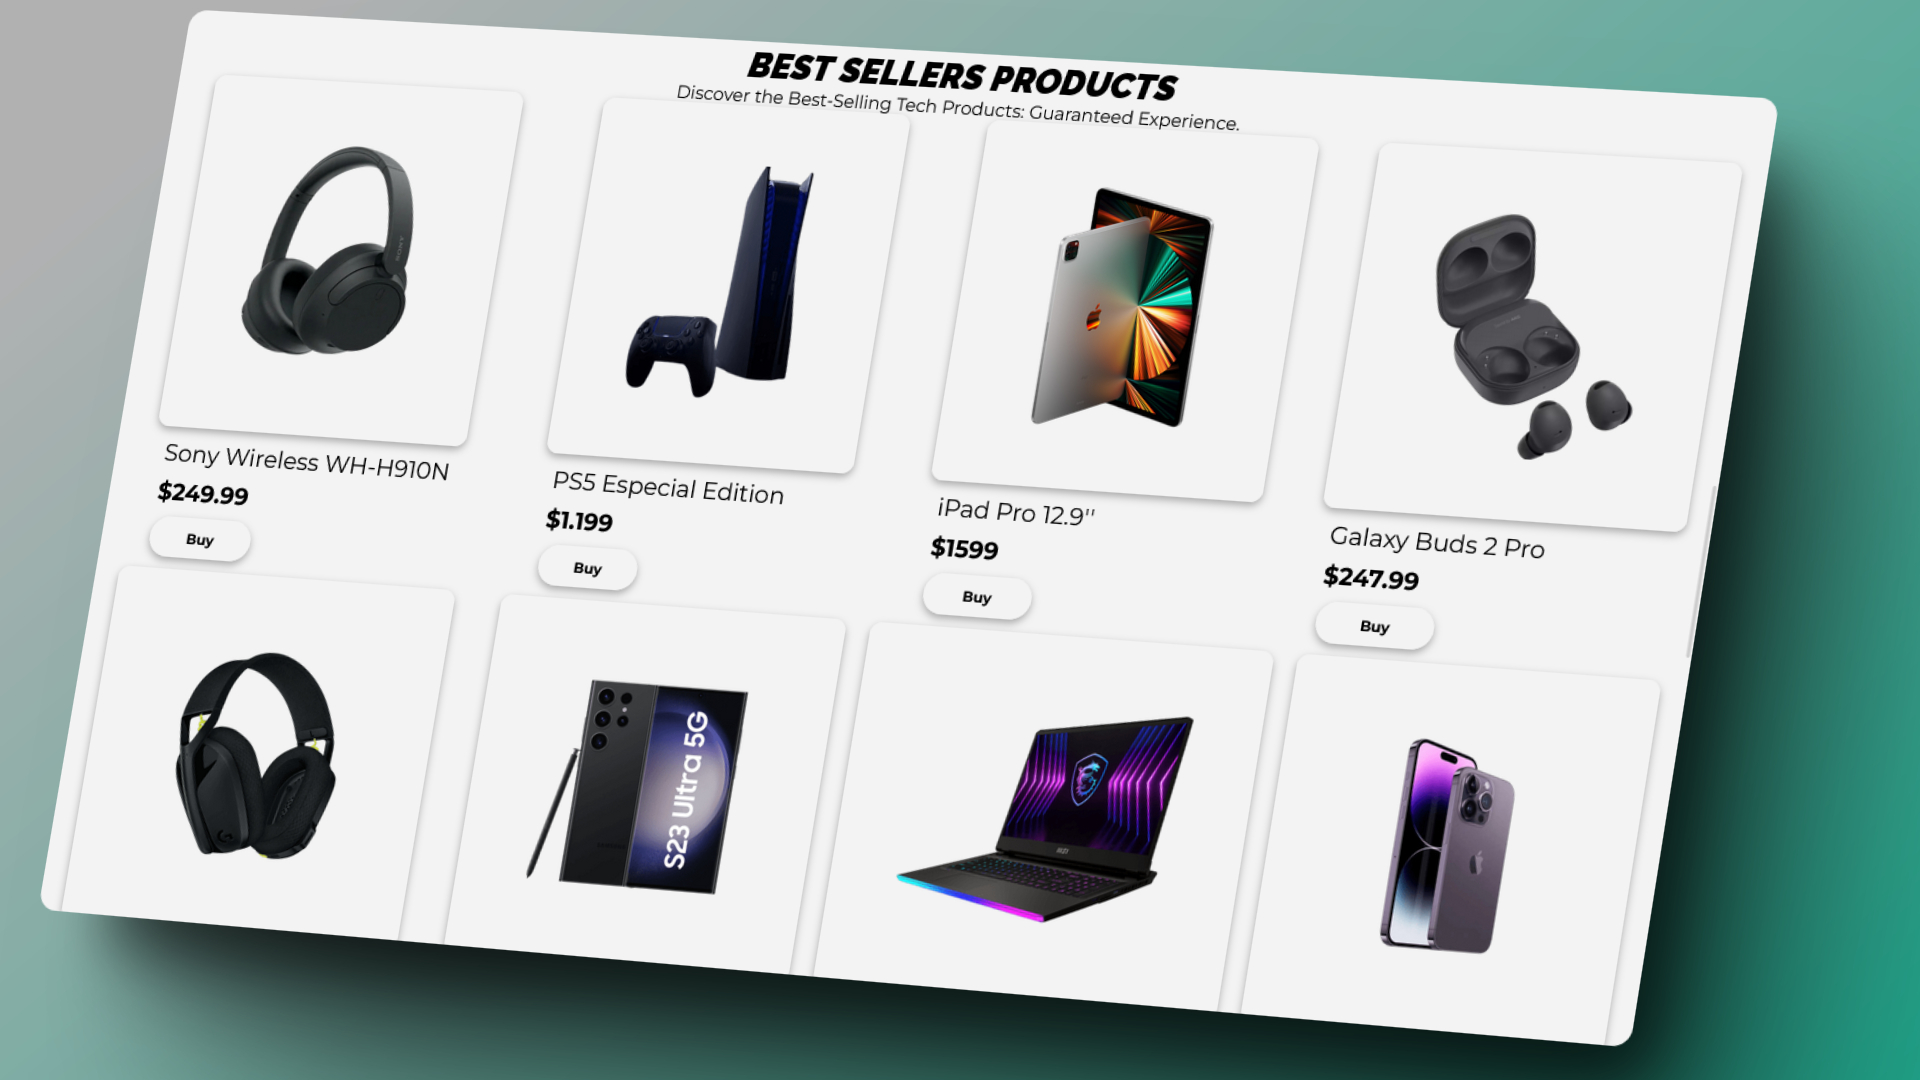 BEST SELLERS PRODUCTS
Discover the Best-Selling Tech Products: Guaranteed Experience.
SONY
Sony Wireless WH-H910N
$249.99
Buy
PS5 Especial Edition
$1.199
Buy
iPad Pro 12.9''
$1599
Buy
Galaxy Buds 2 Pro
$247.99
Buy
S23 Ultra 5G
msi